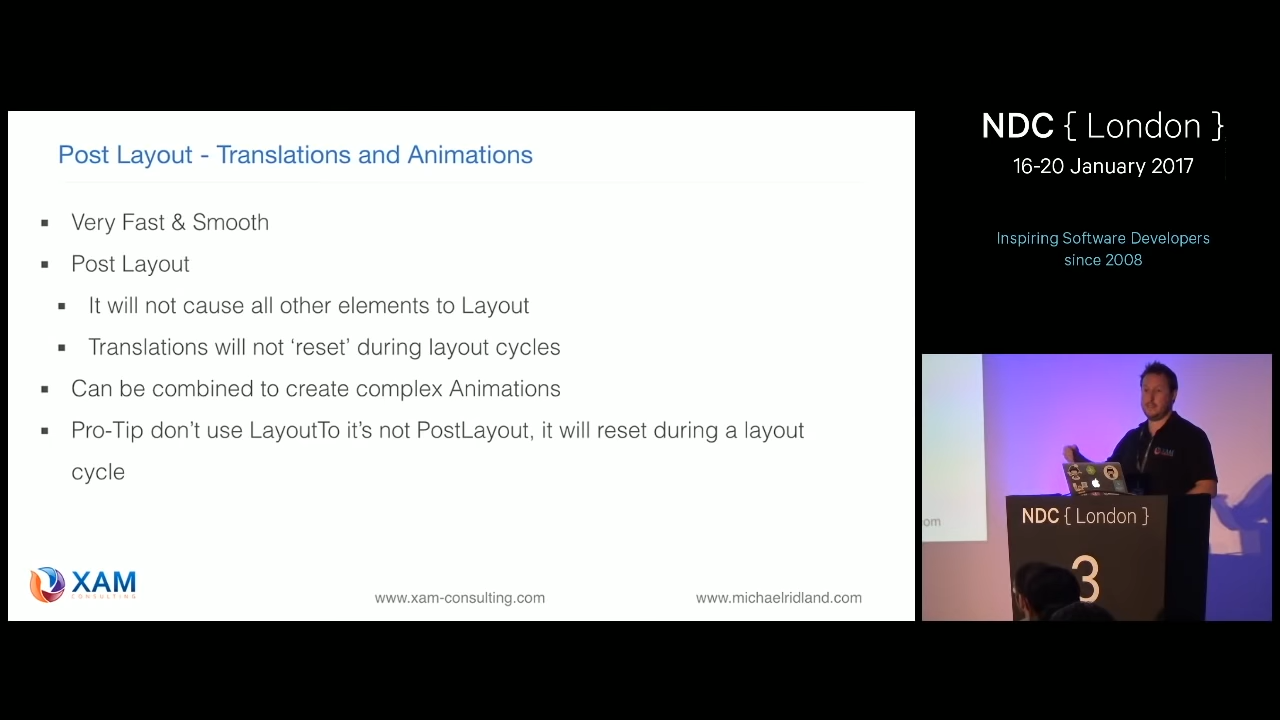 Post Layout - Translations and Animations
▪ Very Fast & Smooth
▪ Post Layout
▪ It will not cause all other elements to Layout
▪ Translations will not ‘reset’ during layout cycles
▪ Can be combined to create complex Animations
▪ Pro-Tip don’t use LayoutTo it’s not PostLayout, it will reset during a layout
cycle
XAM
CONSULTING
www.xam-consulting.com
www.michaelridland.com
NDC { London }
16-20 January 2017
Inspiring Software Developers
since 2008
om
XAM
NDC { London }
3